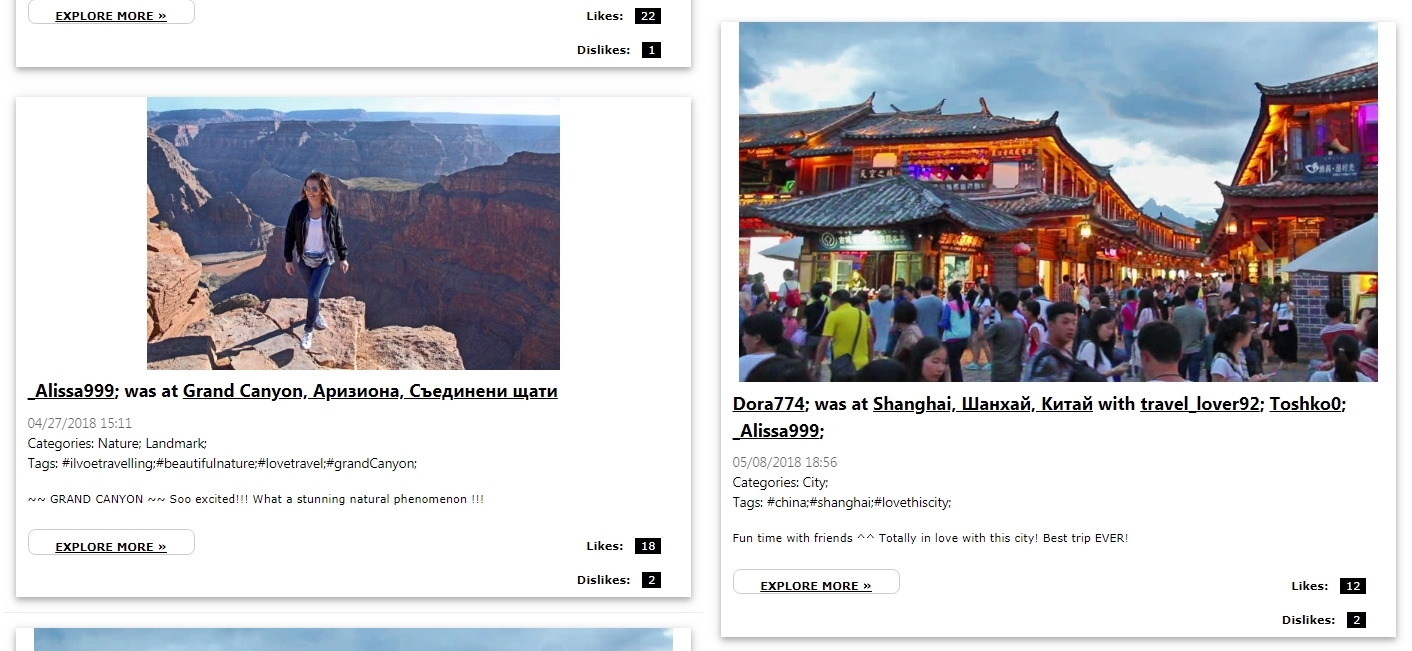 EXPLORE MORE »
Likes: 22
Dislikes: 1
_Alissa999; was at Grand Canyon, Аризиона, Съединени щати
04/27/2018 15:11
Categories: Nature; Landmark;
Tags: #ilvoetravelling;#beautifulnature;#lovetravel;#grandCanyon;
~~ GRAND CANYON ~~ Soo excited!!! What a stunning natural phenomenon !!!
EXPLORE MORE »
Likes: 18
Dislikes: 2
Dora774; was at Shanghai, Шанхай, Китай with travel_lover92; Toshko0;
_Alissa999;
05/08/2018 18:56
Categories: City;
Tags: #china;#shanghai;#lovethiscity;
Fun time with friends ^^ Totally in love with this city! Best trip EVER!
EXPLORE MORE »
Likes: 12
Dislikes: 2